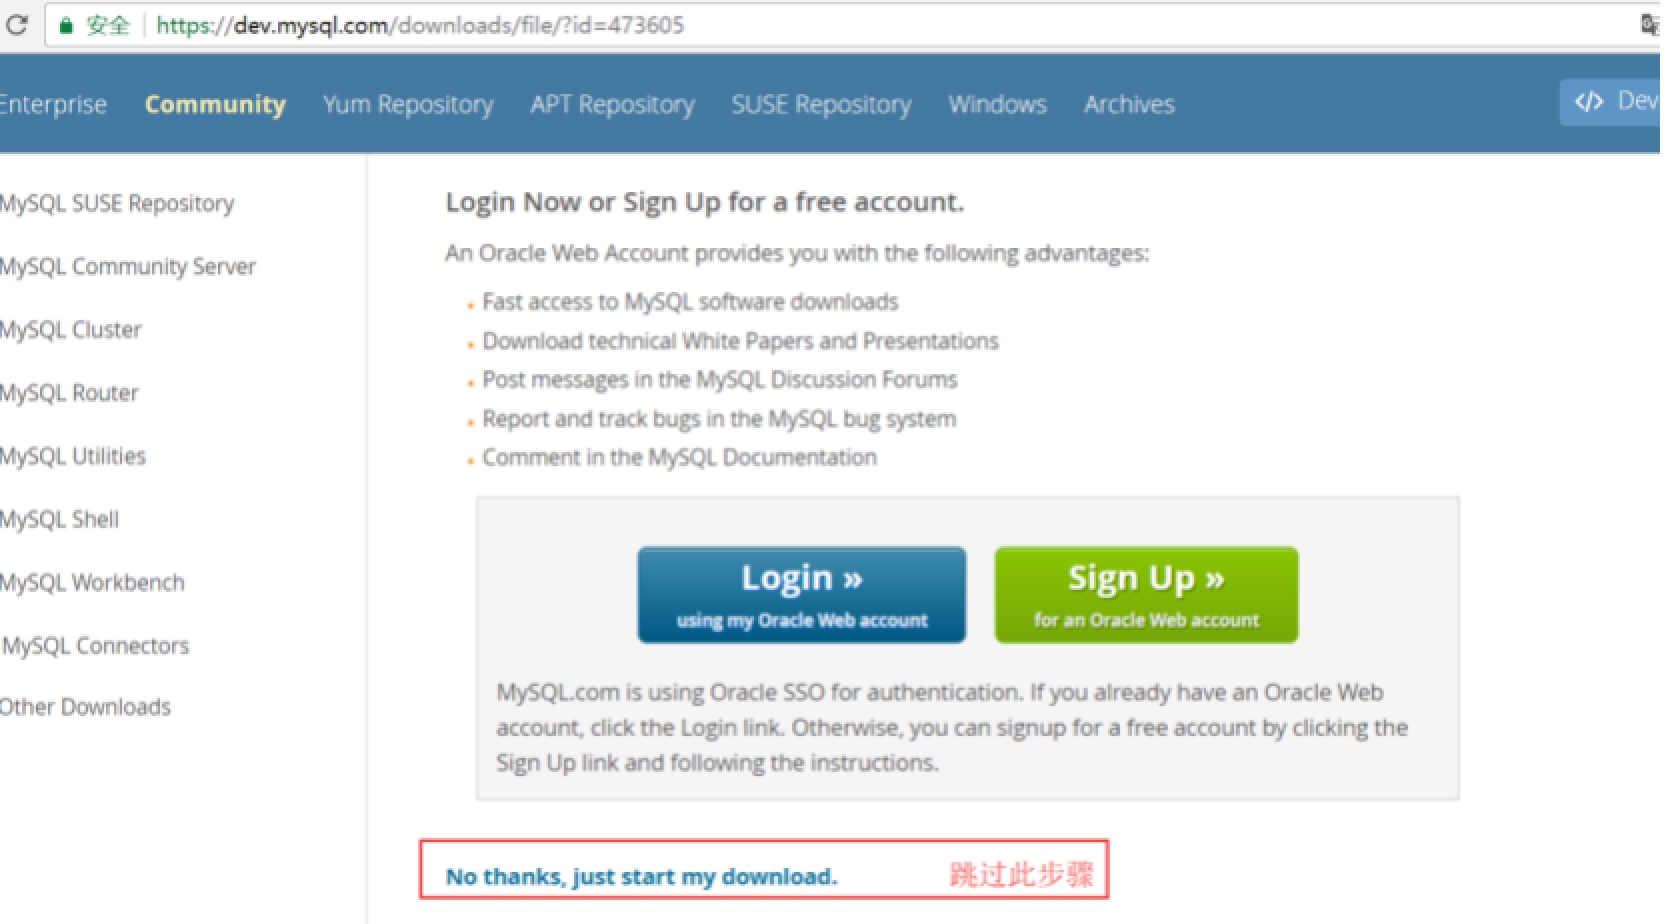 安全 https://dev.mysql.com/downloads/file/?id=473605
Enterprise Community Yum Repository APT Repository SUSE Repository Windows Archives </> Dev
MySQL SUSE Repository
MySQL Community Server
MySQL Cluster
MySQL Router
MySQL Utilities
MySQL Shell
MySQL Workbench
MySQL Connectors
Other Downloads
Login Now or Sign Up for a free account.
An Oracle Web Account provides you with the following advantages:
Fast access to MySQL software downloads
Download technical White Papers and Presentations
Post messages in the MySQL Discussion Forums
Report and track bugs in the MySQL bug system
Comment in the MySQL Documentation
Login »
using my Oracle Web account
Sign Up »
for an Oracle Web account
MySQL.com is using Oracle SSO for authentication. If you already have an Oracle Web
account, click the Login link. Otherwise, you can signup for a free account by clicking the
Sign Up link and following the instructions.
No thanks, just start my download. 跳过此步骤